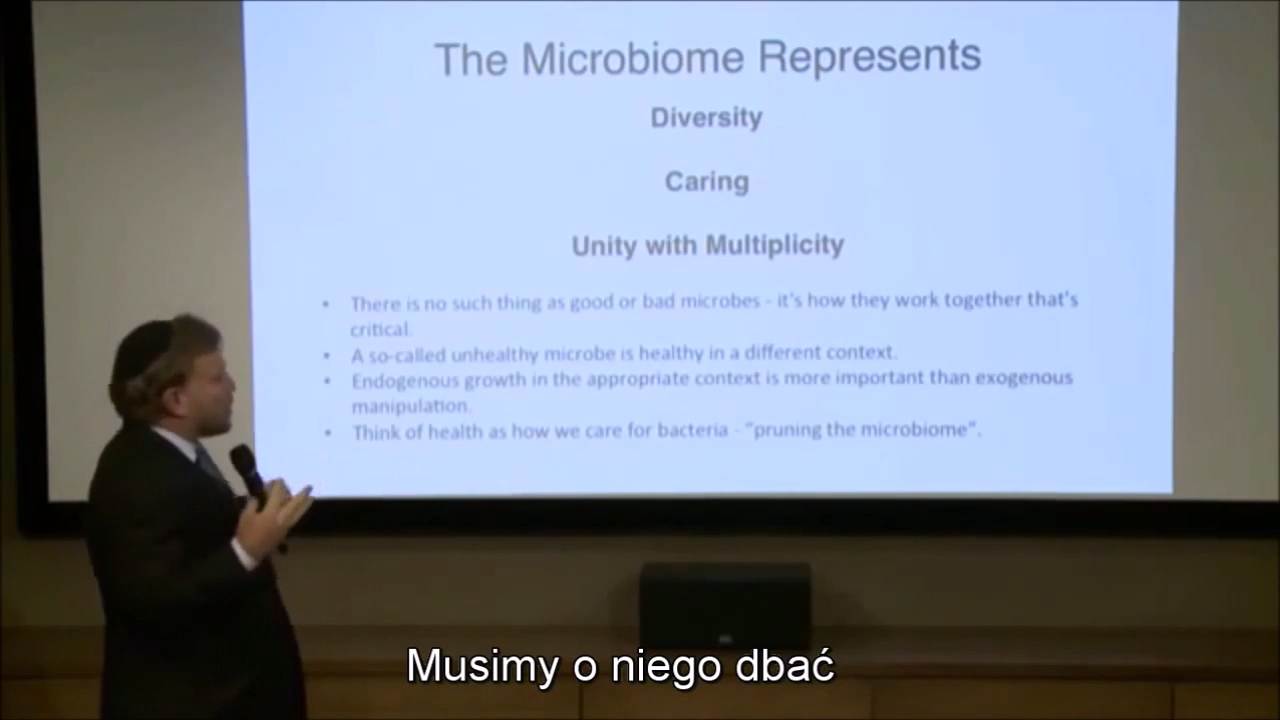 The Microbiome Represents
Diversity
Caring
Unity with Multiplicity
• There is no such thing as good or bad microbes - it's how they work together that's
critical.
• A so-called unhealthy microbe is healthy in a different context.
• Endogenous growth in the appropriate context is more important than exogenous
manipulation.
• Think of health as how we care for bacteria - "pruning the microbiome".
Musimy o niego dbać